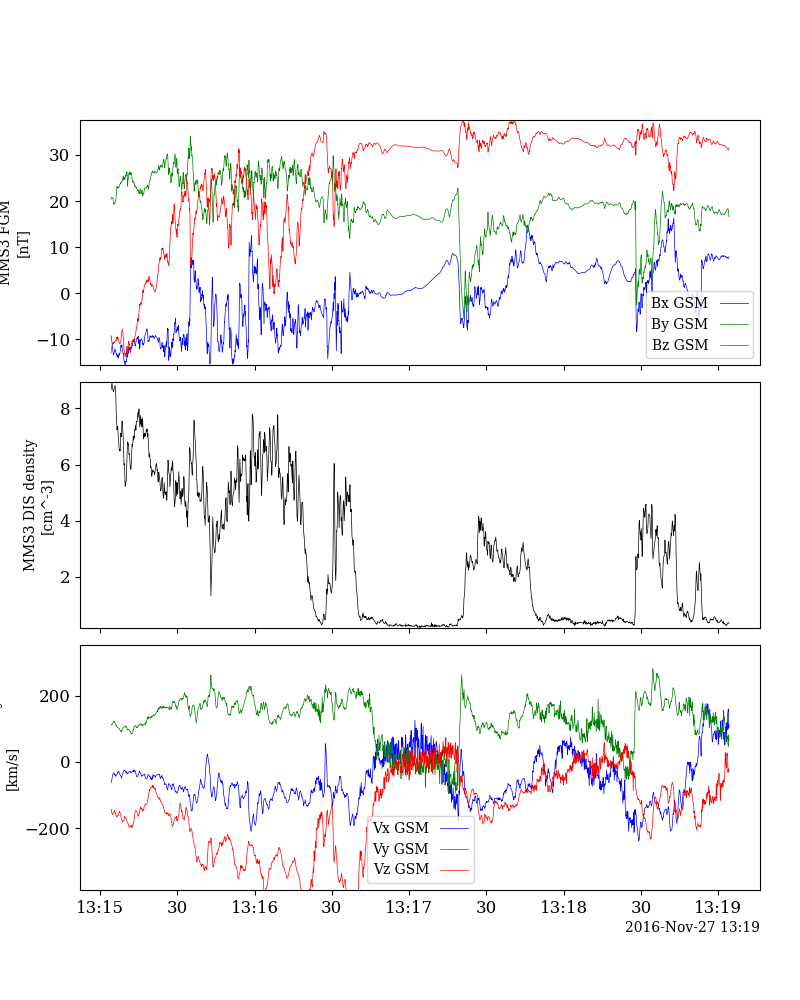 MMS3 FGM
[nT]
30
20
10
0
−10
Bx GSM
By GSM
Bz GSM
MMS3 DIS density
[cm^-3]
8
6
4
2
[km/s]
200
0
−200
Vx GSM
Vy GSM
Vz GSM
13:15 30 13:16 30 13:17 30 13:18 30 13:19
2016-Nov-27 13:19